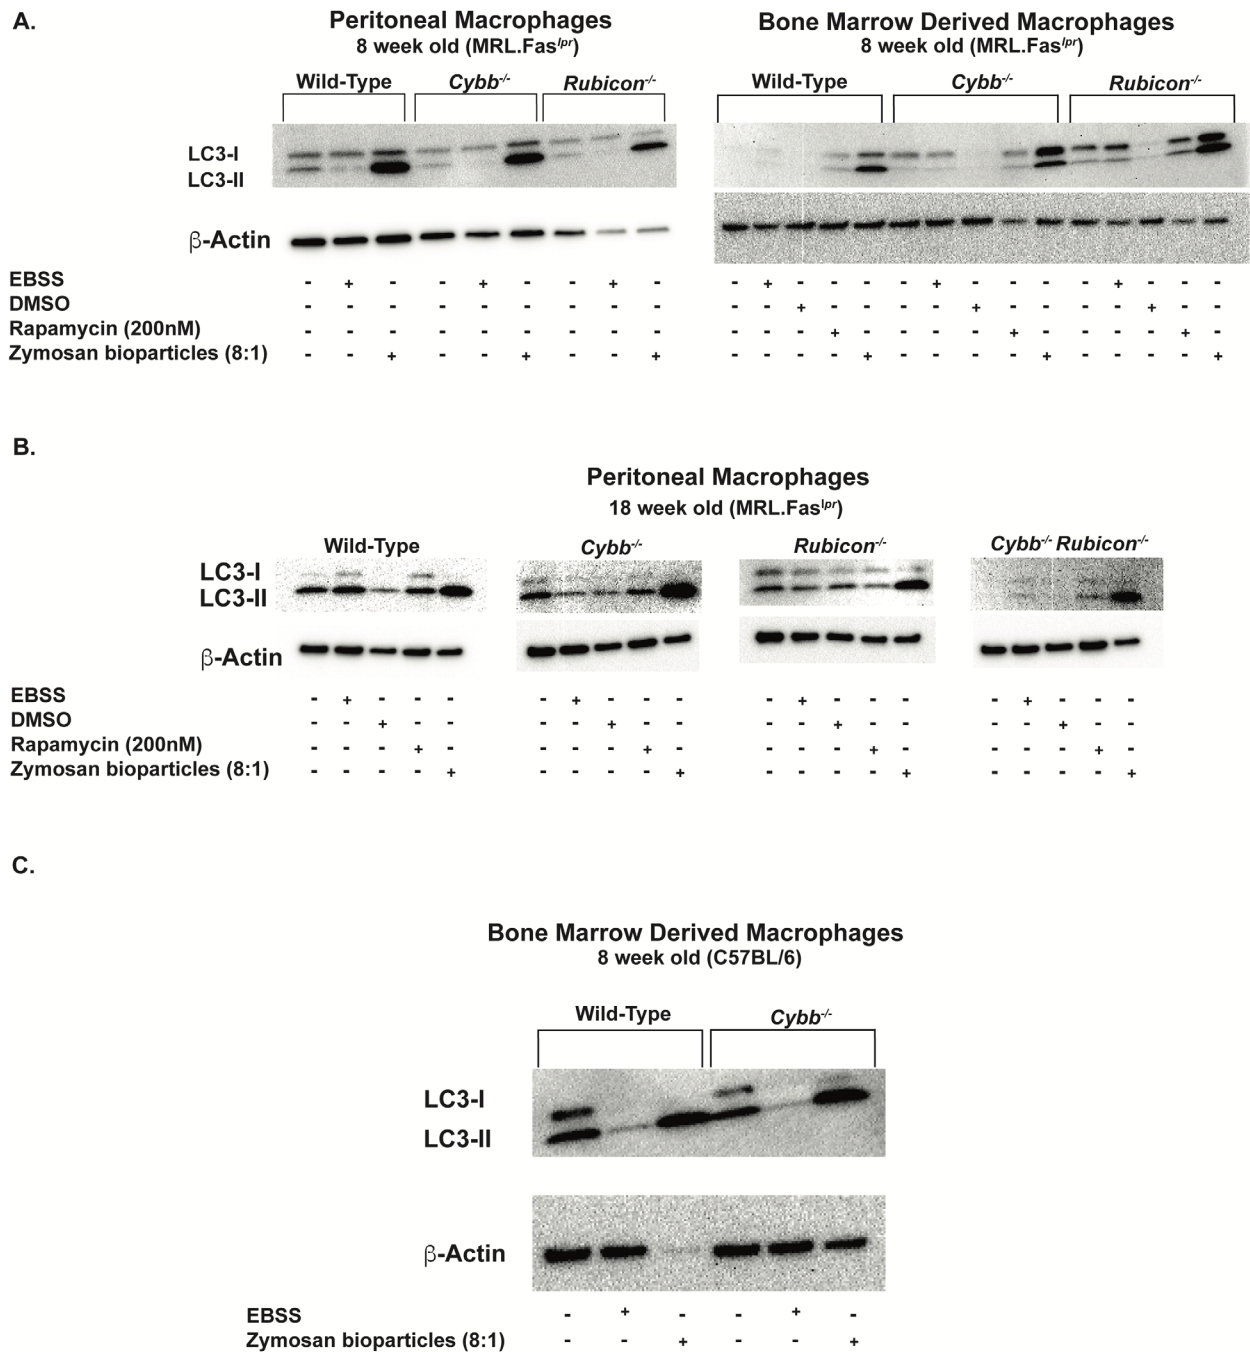 A.
Peritoneal Macrophages
8 week old (MRL.Faslpr)
Bone Marrow Derived Macrophages
8 week old (MRL.Faslpr)
Wild-Type Cybb-/- Rubicon-/-
Wild-Type Cybb-/- Rubicon-/-
LC3-I
LC3-II
β-Actin
EBSS - + - - + - - + - - + - - - - + - - - - + - - -
DMSO - - - - - - - - - - - + - - - - + - - - - + - -
Rapamycin (200nM) - - - - - - - - - - - - + - - - - + - - - - + -
Zymosan bioparticles (8:1) - - + - - + - - + - - - - + - - - - + - - - - +
B.
Peritoneal Macrophages
18 week old (MRL.Faslpr)
Wild-Type Cybb-/- Rubicon-/- Cybb-/- Rubicon-/-
LC3-I
LC3-II
β-Actin
EBSS - + - - - - + - - - - + - - - - + - - -
DMSO - - + - - - - + - - - - + - - - - + - -
Rapamycin (200nM) - - - + - - - - + - - - - + - - - - + -
Zymosan bioparticles (8:1) - - - - + - - - - + - - - - + - - - - +
C.
Bone Marrow Derived Macrophages
8 week old (C57BL/6)
Wild-Type Cybb-/-
LC3-I
LC3-II
β-Actin
EBSS - + - - + -
Zymosan bioparticles (8:1) - - + - - +